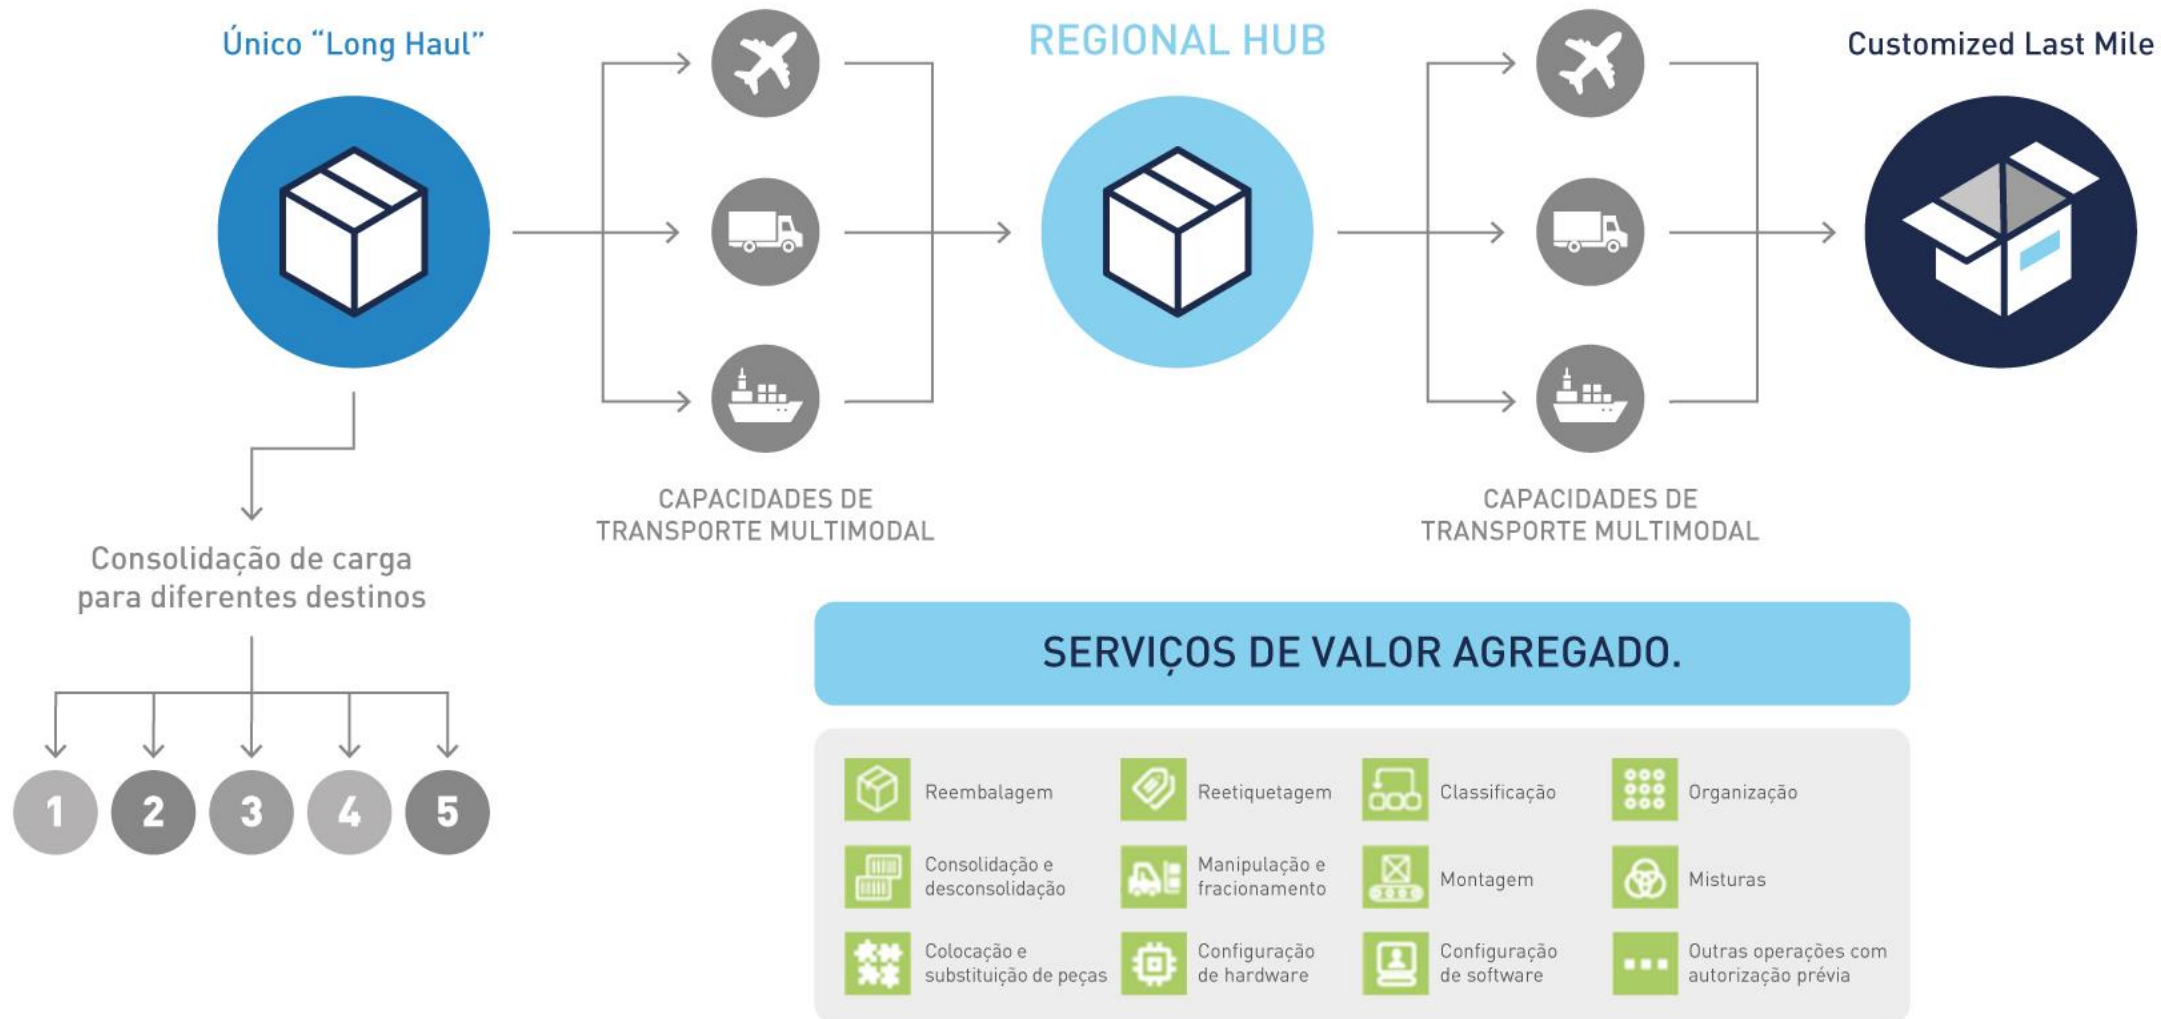 Único “Long Haul”
REGIONAL HUB
Customized Last Mile
CAPACIDADES DE
TRANSPORTE MULTIMODAL
CAPACIDADES DE
TRANSPORTE MULTIMODAL
Consolidação de carga
para diferentes destinos
1 2 3 4 5
SERVIÇOS DE VALOR AGREGADO.
Reembalagem
Reetiquetagem
Classificação
Organização
Consolidação e
desconsolidação
Manipulação e
fracionamento
Montagem
Misturas
Colocação e
substituição de peças
Configuração
de hardware
Configuração
de software
Outras operações com
autorização prévia